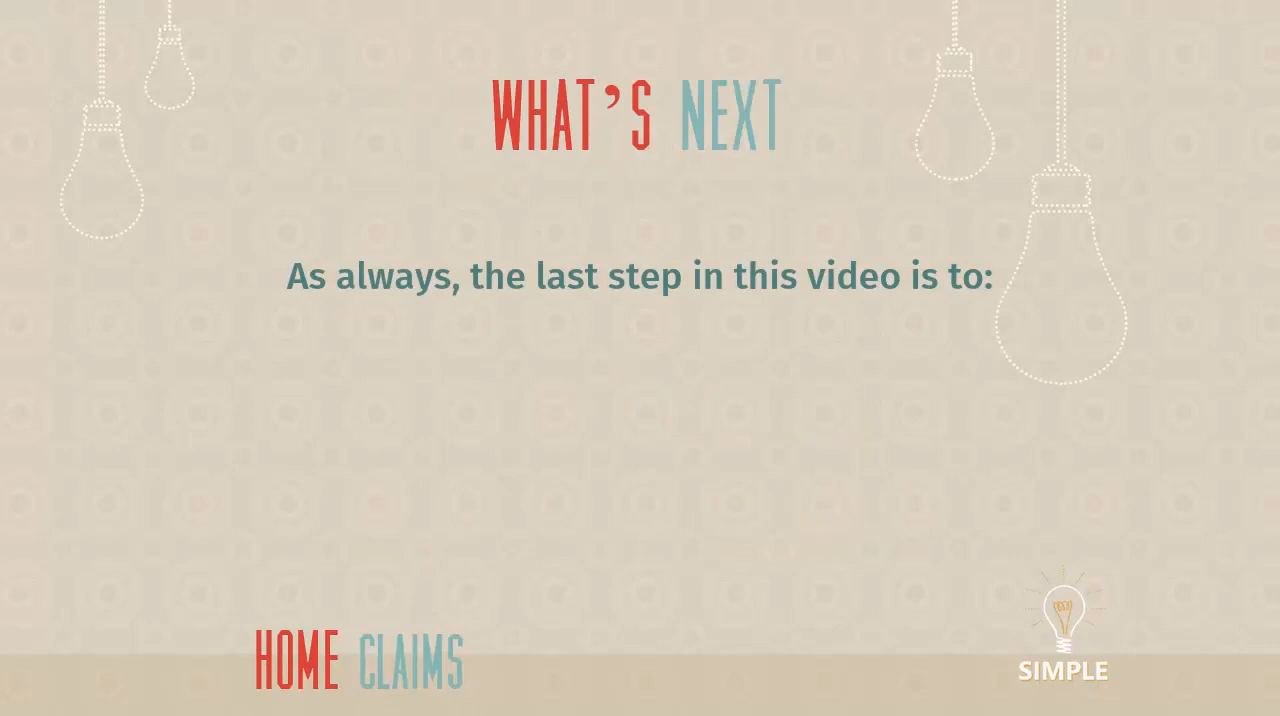 WHAT'S NEXT
As always, the last step in this video is to:
HOME CLAIMS
SIMPLE